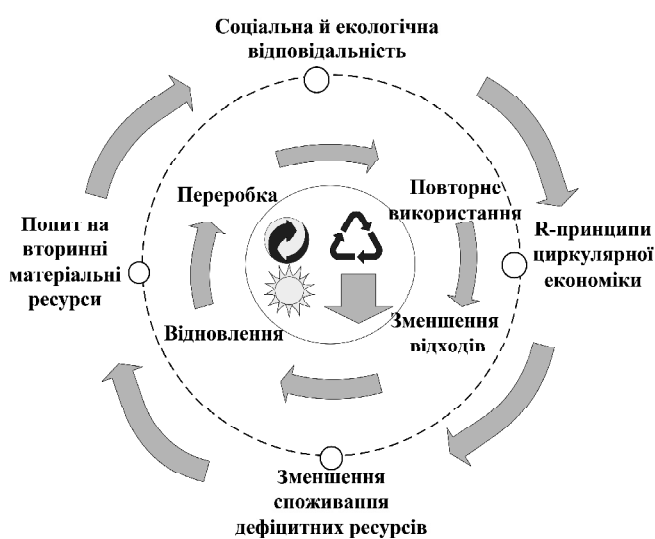 Соціальна й екологічна
відповідальність
Переробка
Повторне
використання
Попит на
вторинні
матеріальні
ресурси
R-принципи
циркулярної
економіки
Відновлення
Зменшення
відходів
Зменшення
споживання
дефіцитних ресурсів